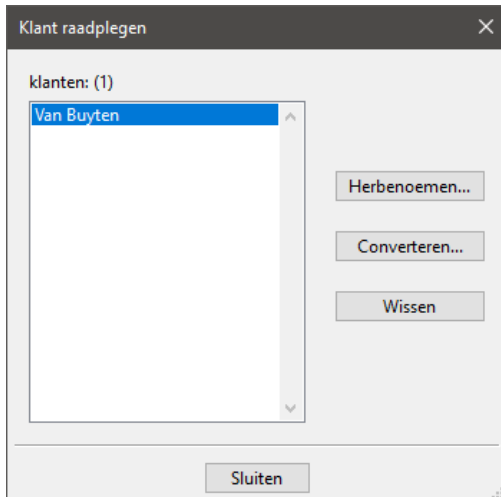 Klant raadplegen
klanten: (1)
Van Buyten
Herbenoemen...
Converteren...
Wissen
Sluiten